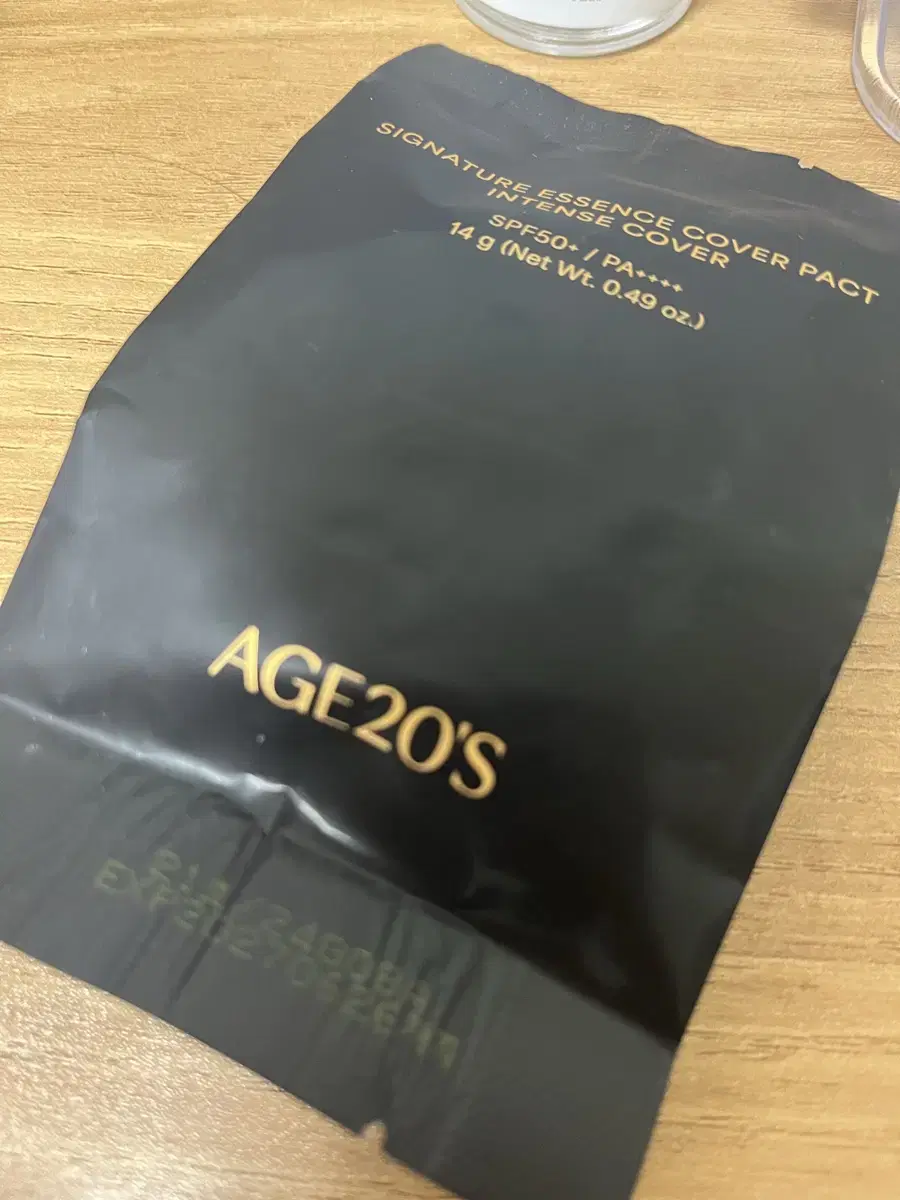 SIGNATURE ESSENCE COVER PACT
INTENSE COVER
SPF50+ / PA++++
14 g (Net Wt. 0.49 oz.)
AGE20'S